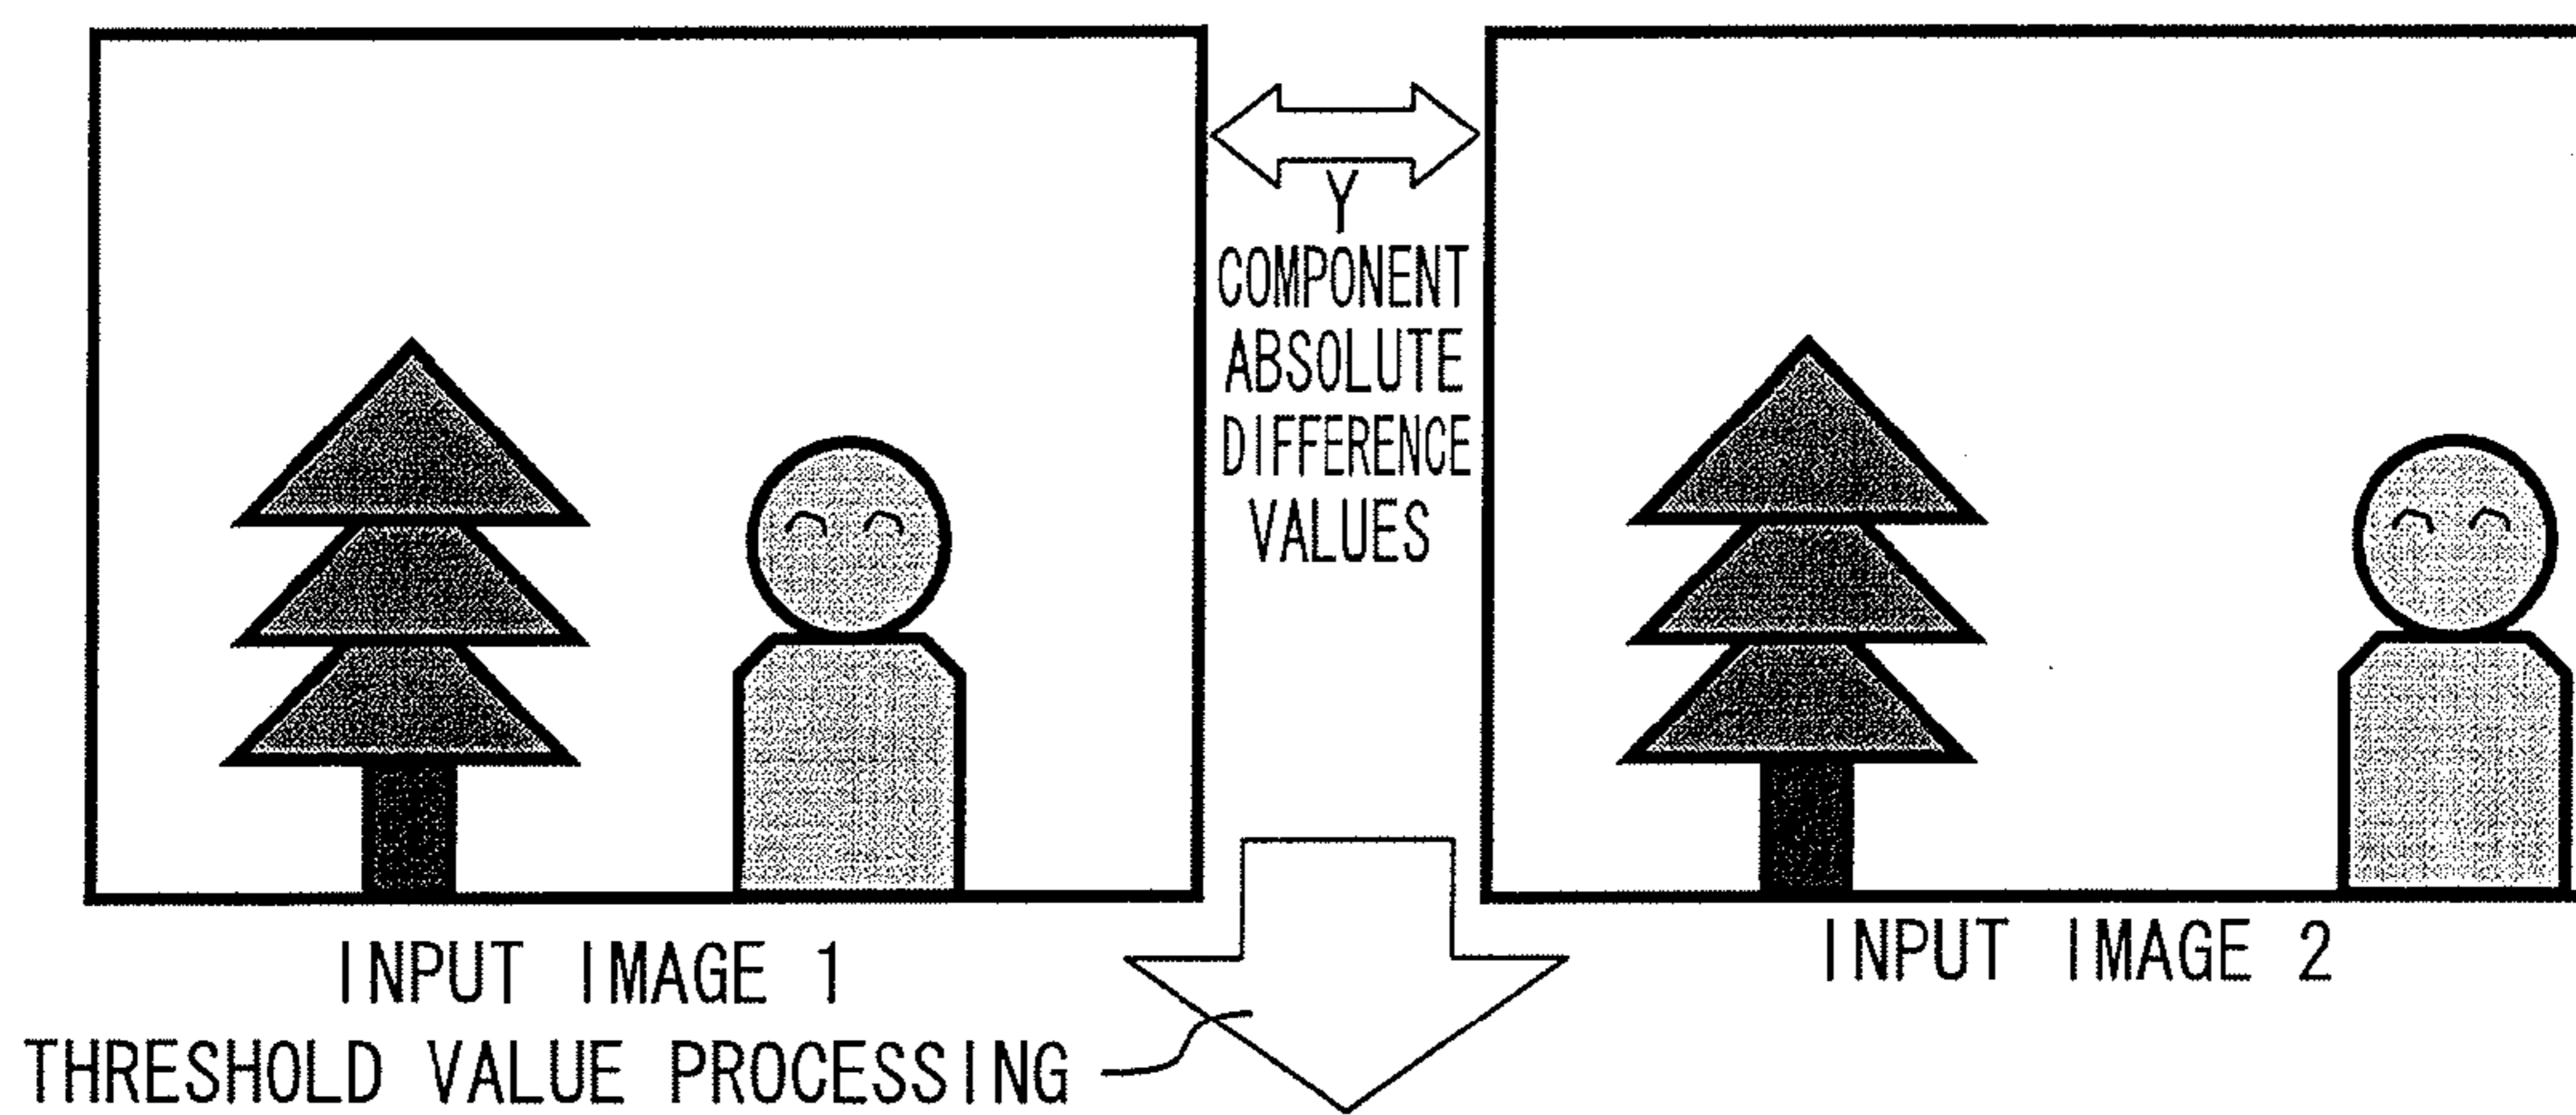 Y
COMPONENT
ABSOLUTE
DIFFERENCE
VALUES
INPUT IMAGE 1
INPUT IMAGE 2
THRESHOLD VALUE PROCESSING